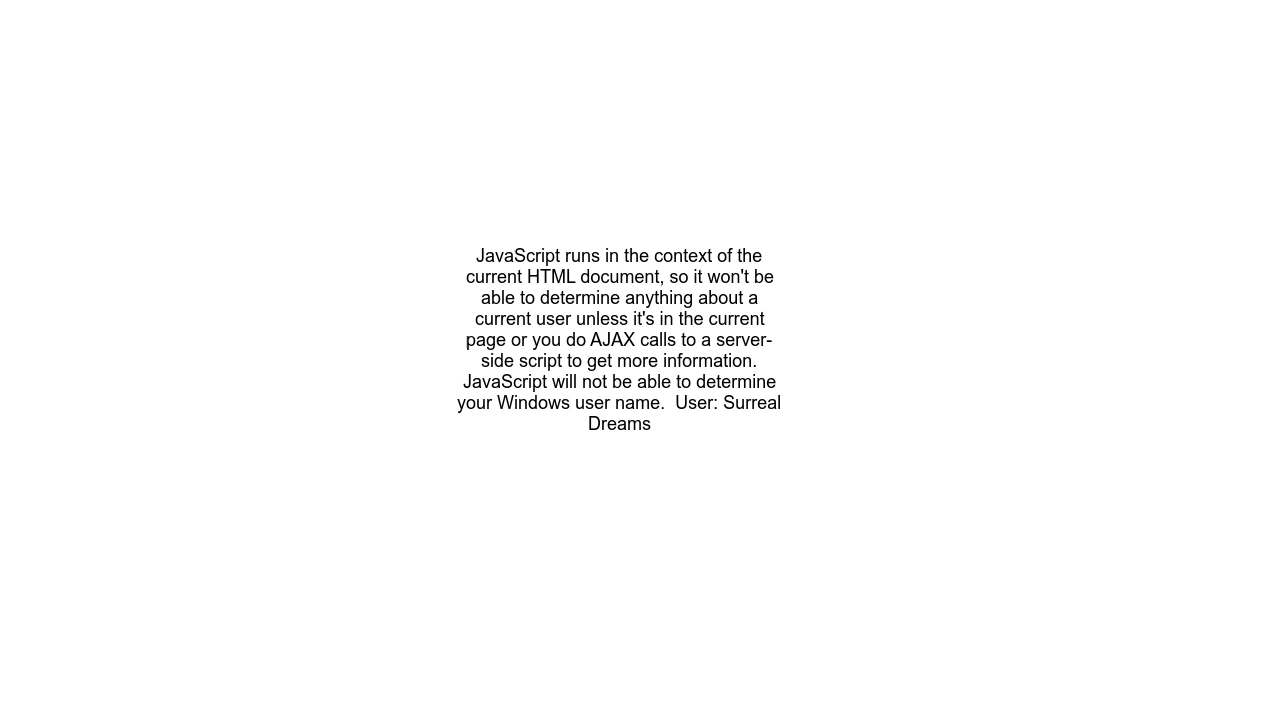 JavaScript runs in the context of the
current HTML document, so it won't be
able to determine anything about a
current user unless it's in the current
page or you do AJAX calls to a server-
side script to get more information.
JavaScript will not be able to determine
your Windows user name.  User: Surreal
Dreams